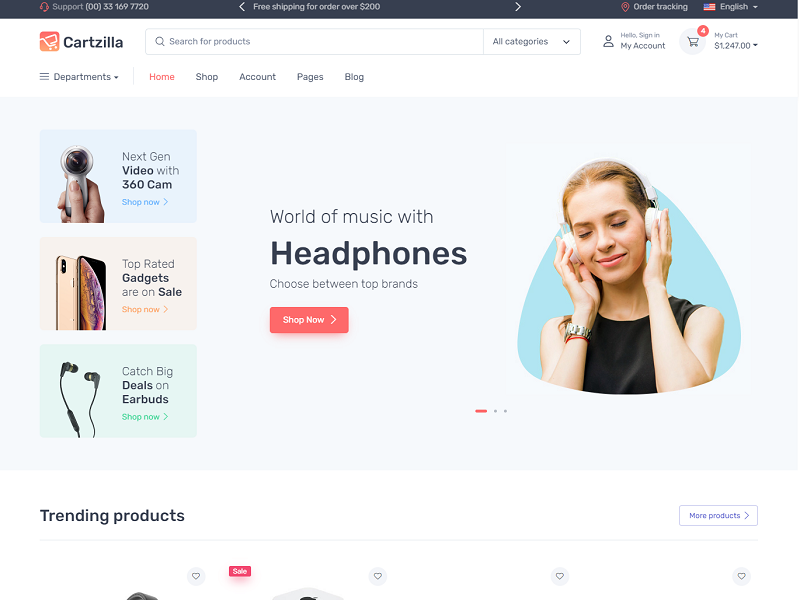 Support (00) 33 169 7720
Free shipping for order over $200
Order tracking
English
Cartzilla
Search for products
All categories
Hello, Sign in
My Account
4
My Cart
$1,247.00
Departments
Home
Shop
Account
Pages
Blog
Next Gen
Video with
360 Cam
Shop now
Top Rated
Gadgets
are on Sale
Shop now
Catch Big
Deals on
Earbuds
Shop now
World of music with
Headphones
Choose between top brands
Shop Now
Trending products
More products
Sale